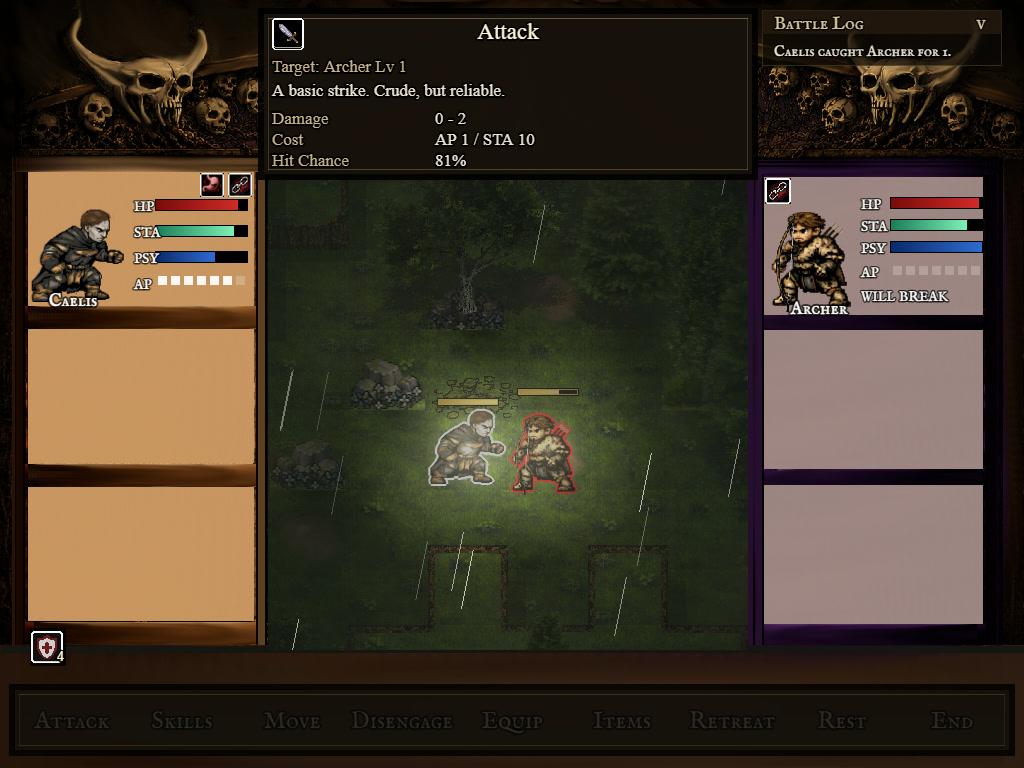 Attack
Target: Archer Lv 1
A basic strike. Crude, but reliable.
Damage 0 - 2
Cost AP 1 / STA 10
Hit Chance 81%
Battle Log V
Caelis caught Archer for 1.
HP
STA
PSY
AP
Caelis
HP
STA
PSY
AP
WILL BREAK
Archer
4
Attack Skills Move Disengage Equip Items Retreat Rest End